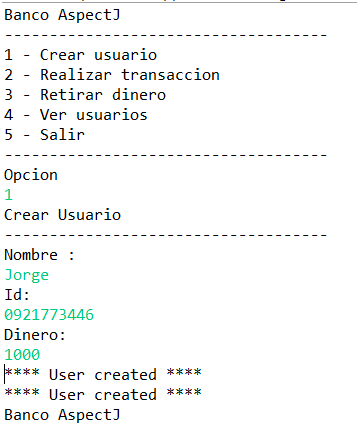 Banco AspectJ
------------------------------------
1 - Crear usuario
2 - Realizar transaccion
3 - Retirar dinero
4 - Ver usuarios
5 - Salir
------------------------------------
Opcion
1
Crear Usuario
------------------------------------
Nombre :
Jorge
Id:
0921773446
Dinero:
1000
**** User created ****
**** User created ****
Banco AspectJ